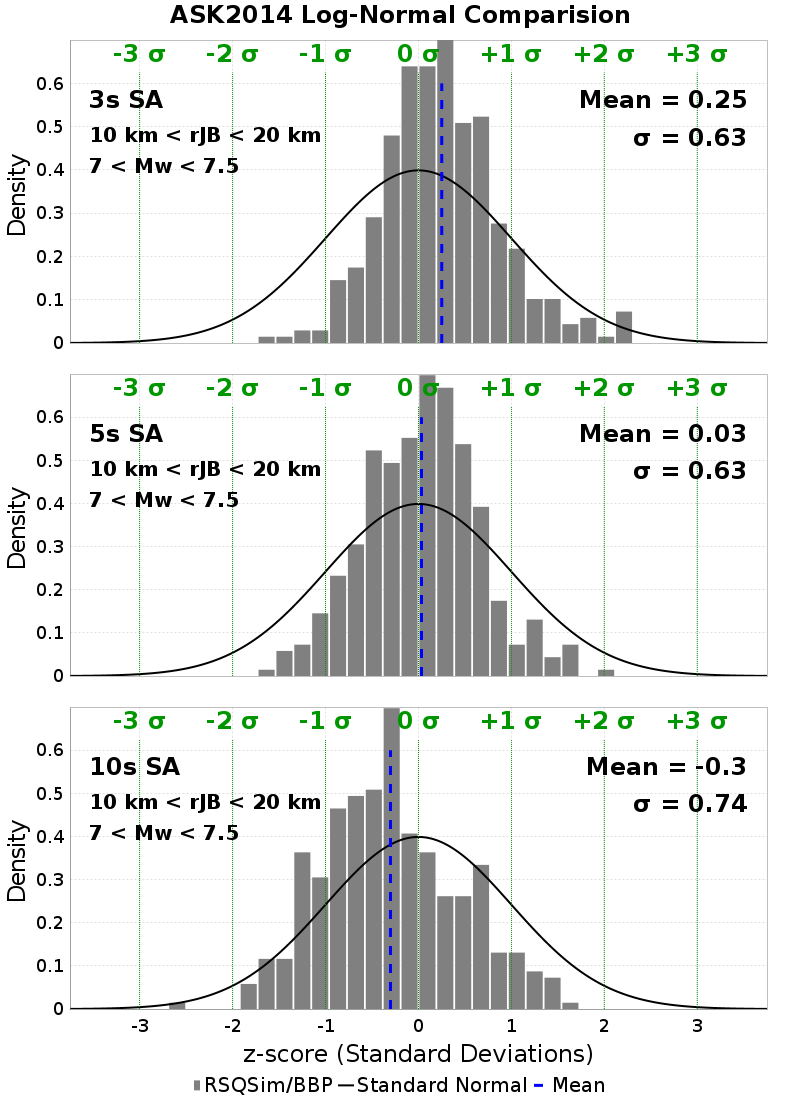 ASK2014 Log-Normal Comparision
-3 σ -2 σ -1 σ 0 σ +1 σ +2 σ +3 σ
3s SA
Mean = 0.25
10 km < rJB < 20 km
σ = 0.63
7 < Mw < 7.5
Density
0.6
0.5
0.4
0.3
0.2
0.1
0
-3 σ -2 σ -1 σ 0 σ +1 σ +2 σ +3 σ
5s SA
Mean = 0.03
10 km < rJB < 20 km
σ = 0.63
7 < Mw < 7.5
Density
0.6
0.5
0.4
0.3
0.2
0.1
0
-3 σ -2 σ -1 σ 0 σ +1 σ +2 σ +3 σ
10s SA
Mean = -0.3
10 km < rJB < 20 km
σ = 0.74
7 < Mw < 7.5
Density
0.6
0.5
0.4
0.3
0.2
0.1
0
-3 -2 -1 0 1 2 3
z-score (Standard Deviations)
RSQSim/BBP Standard Normal Mean